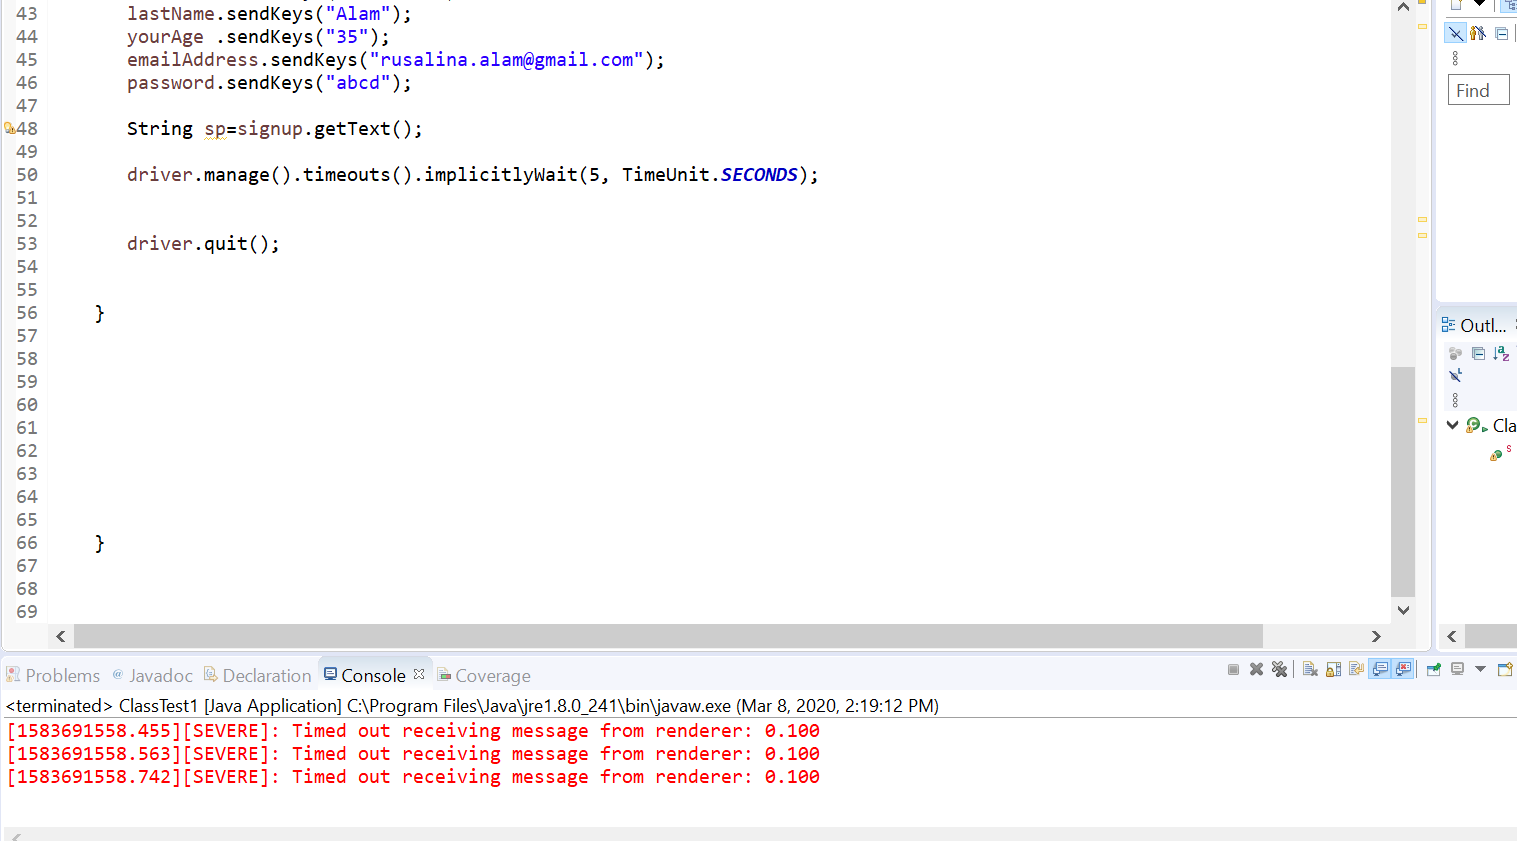 43 lastName.sendKeys("Alam");
44 yourAge .sendKeys("35");
45 emailAddress.sendKeys("rusalina.alam@gmail.com");
46 password.sendKeys("abcd");
47
48 String sp=signup.getText();
49
50 driver.manage().timeouts().implicitlyWait(5, TimeUnit.SECONDS);
51
52
53 driver.quit();
54
55
56 }
57
58
59
60
61
62
63
64
65
66 }
67
68
69
Find
Outl...
Cla
Problems @ Javadoc Declaration Console Coverage
<terminated> ClassTest1 [Java Application] C:\Program Files\Java\jre1.8.0_241\bin\javaw.exe (Mar 8, 2020, 2:19:12 PM)
[1583691558.455][SEVERE]: Timed out receiving message from renderer: 0.100
[1583691558.563][SEVERE]: Timed out receiving message from renderer: 0.100
[1583691558.742][SEVERE]: Timed out receiving message from renderer: 0.100